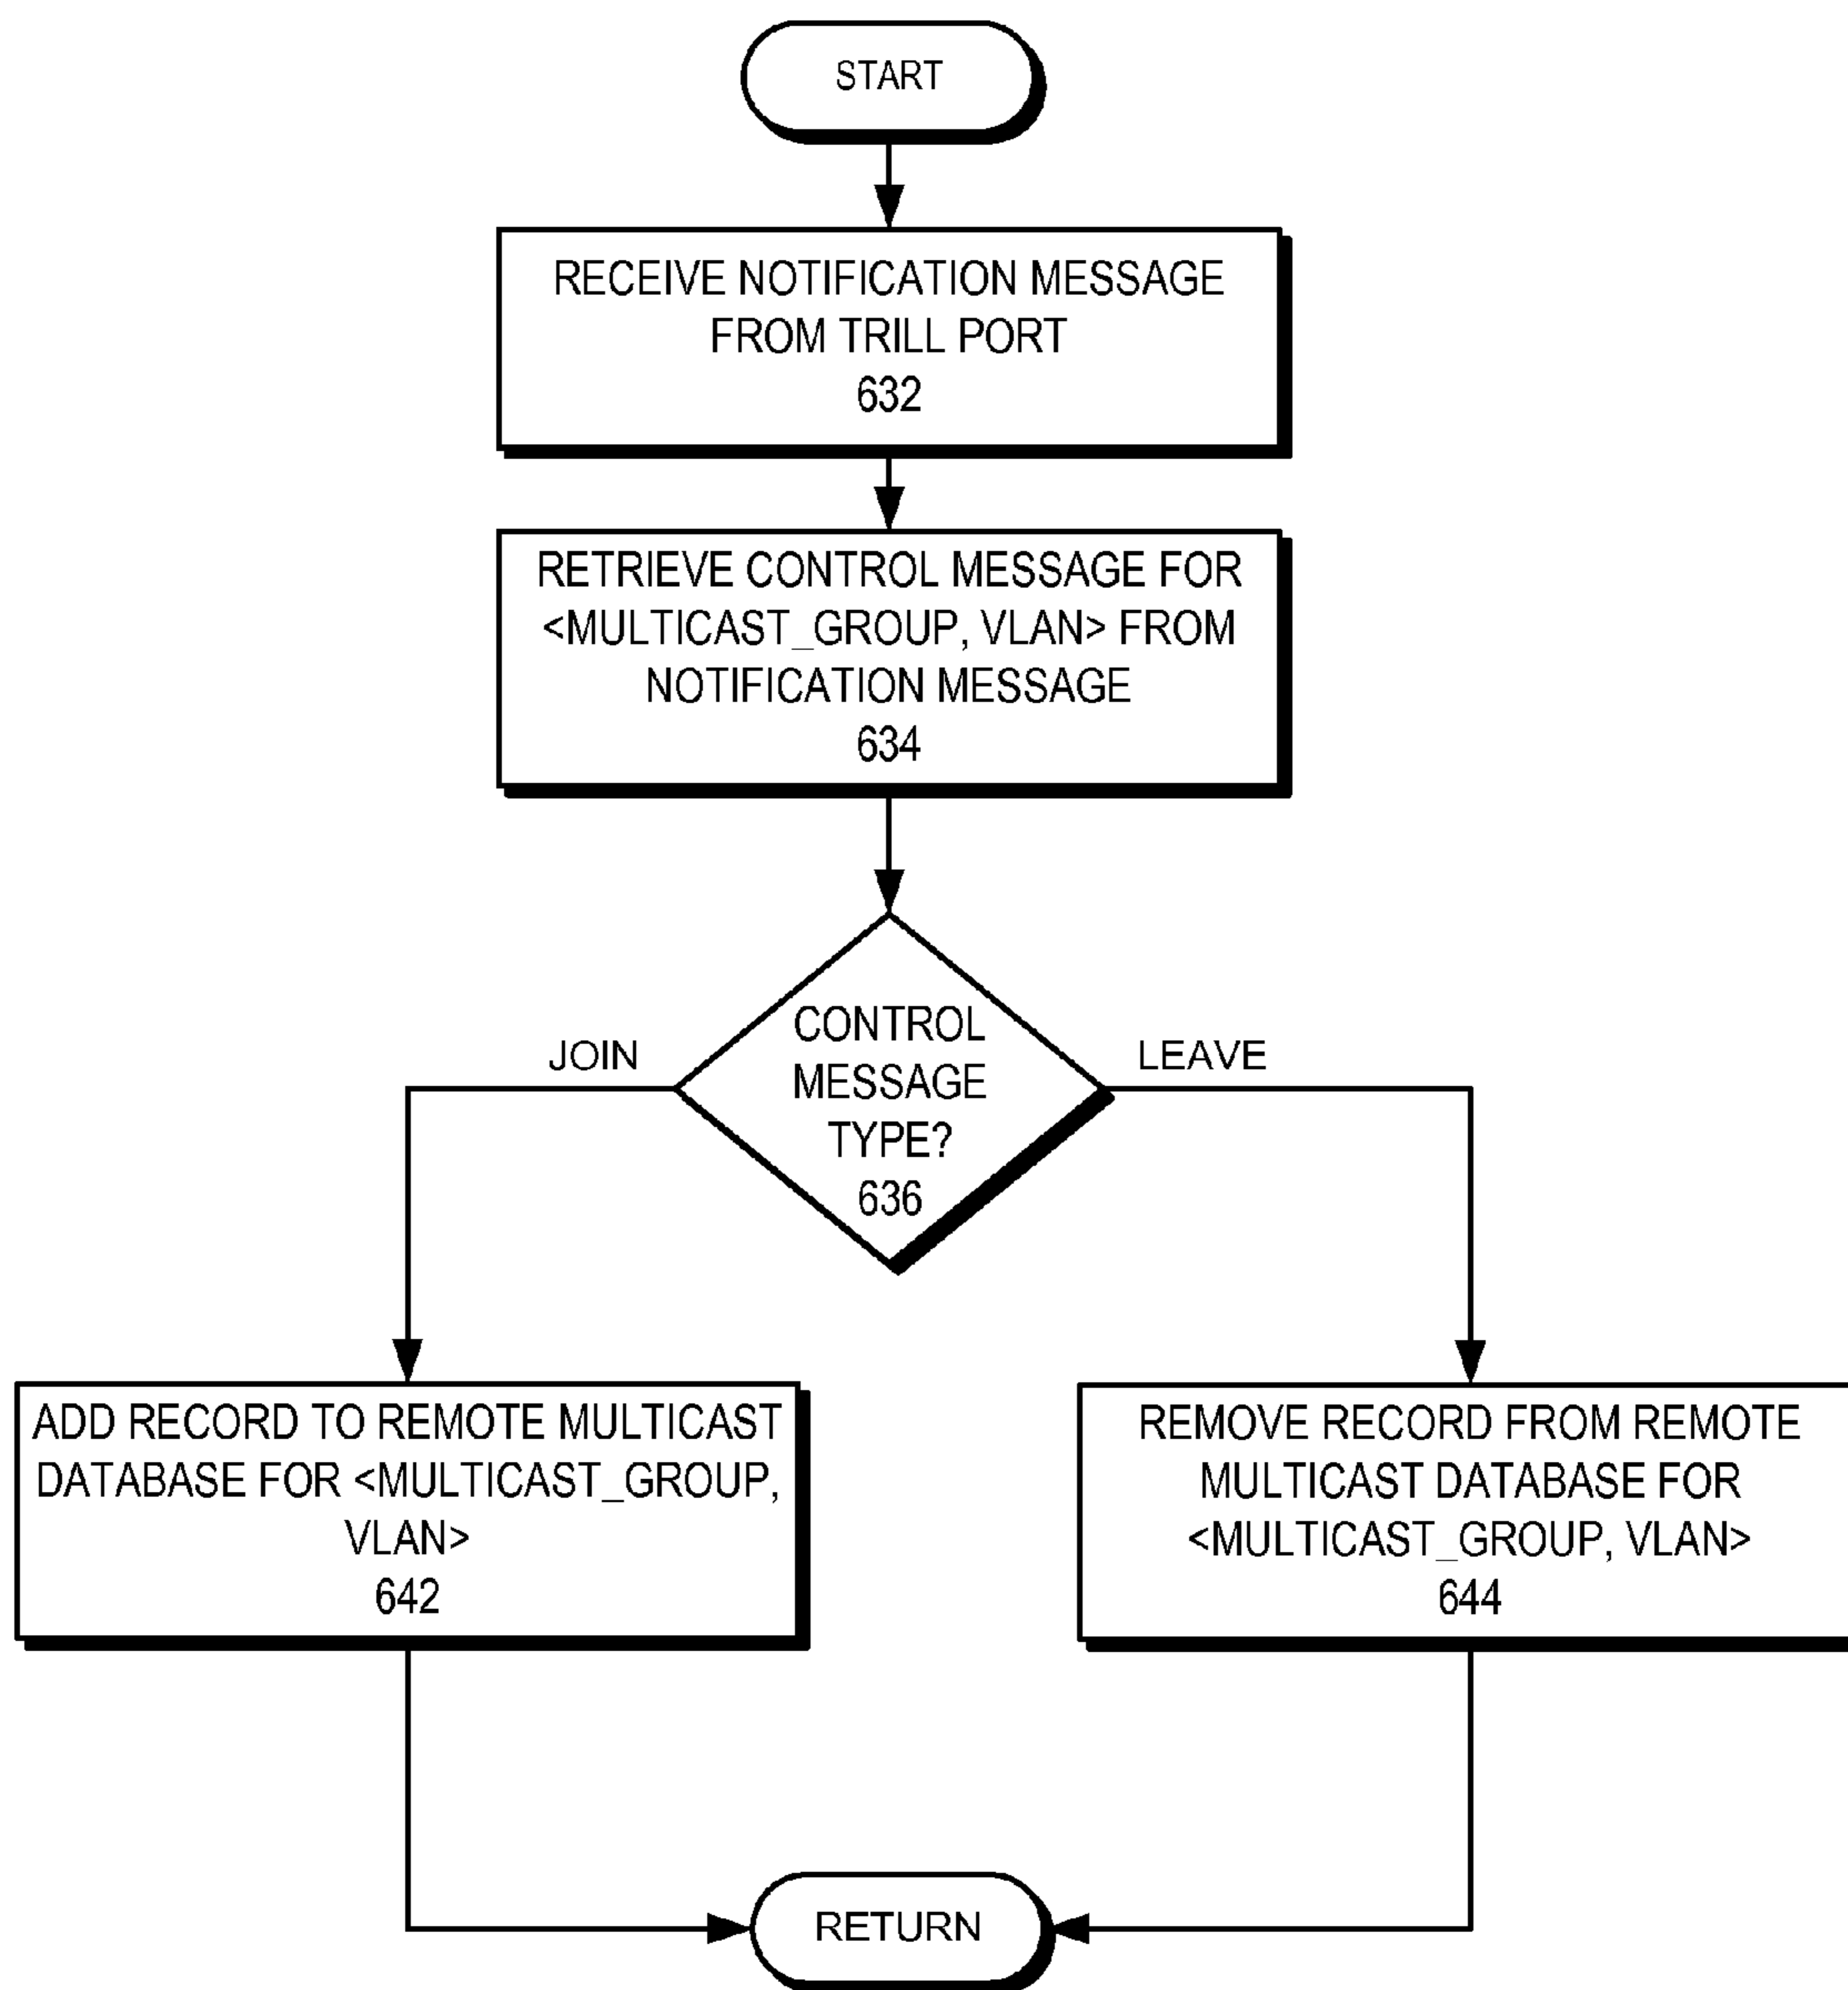 START
RECEIVE NOTIFICATION MESSAGE
FROM TRILL PORT
632
RETRIEVE CONTROL MESSAGE FOR
<MULTICAST_GROUP, VLAN> FROM
NOTIFICATION MESSAGE
634
CONTROL
MESSAGE
TYPE?
636
JOIN
LEAVE
ADD RECORD TO REMOTE MULTICAST
DATABASE FOR <MULTICAST_GROUP,
VLAN>
642
REMOVE RECORD FROM REMOTE
MULTICAST DATABASE FOR
<MULTICAST_GROUP, VLAN>
644
RETURN